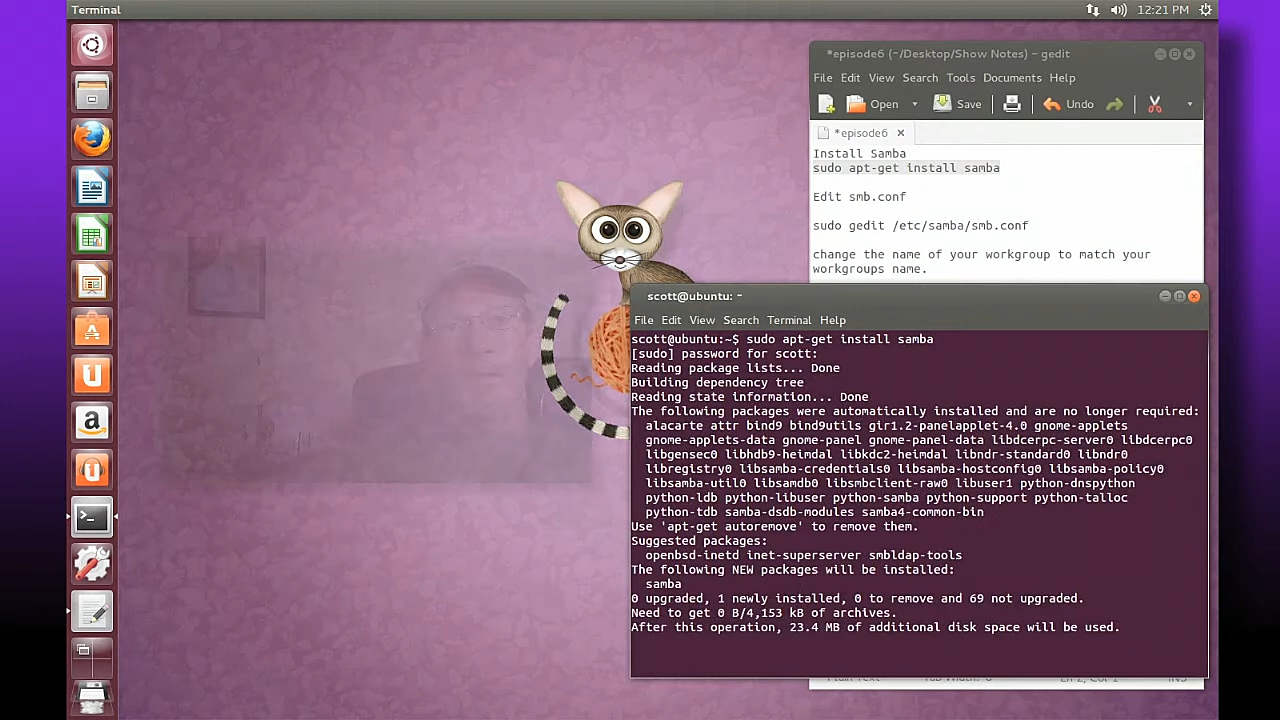 Terminal
12:21 PM
*episode6 (~/Desktop/Show Notes) - gedit
File Edit View Search Tools Documents Help
Open Save Undo
*episode6
Install Samba
sudo apt-get install samba
Edit smb.conf
sudo gedit /etc/samba/smb.conf
change the name of your workgroup to match your
workgroups name.
scott@ubuntu: ~
File Edit View Search Terminal Help
scott@ubuntu:~$ sudo apt-get install samba
[sudo] password for scott:
Reading package lists... Done
Building dependency tree
Reading state information... Done
The following packages were automatically installed and are no longer required:
alacarte attr bind9 bind9utils gir1.2-panelapplet-4.0 gnome-applets
gnome-applets-data gnome-panel gnome-panel-data libdcerpc-server0 libdcerpc0
libgensec0 libhdb9-heimdal libkdc2-heimdal libndr-standard0 libndr0
libregistry0 libsamba-credentials0 libsamba-hostconfig0 libsamba-policy0
libsamba-util0 libsamdb0 libsmbclient-raw0 libuser1 python-dnspython
python-ldb python-libuser python-samba python-support python-talloc
python-tdb samba-dsdb-modules samba4-common-bin
Use 'apt-get autoremove' to remove them.
Suggested packages:
openbsd-inetd inet-superserver smbldap-tools
The following NEW packages will be installed:
samba
0 upgraded, 1 newly installed, 0 to remove and 69 not upgraded.
Need to get 0 B/4,153 kB of archives.
After this operation, 23.4 MB of additional disk space will be used.